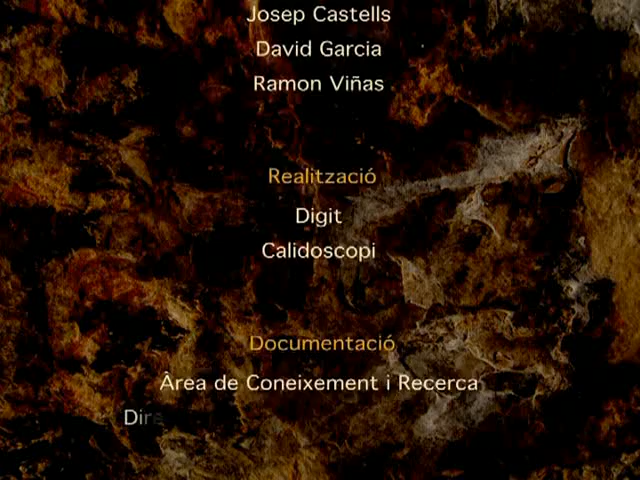 Josep Castells
David Garcia
Ramon Viñas
Realització
Digit
Calidoscopi
Documentació
Àrea de Coneixement i Recerca